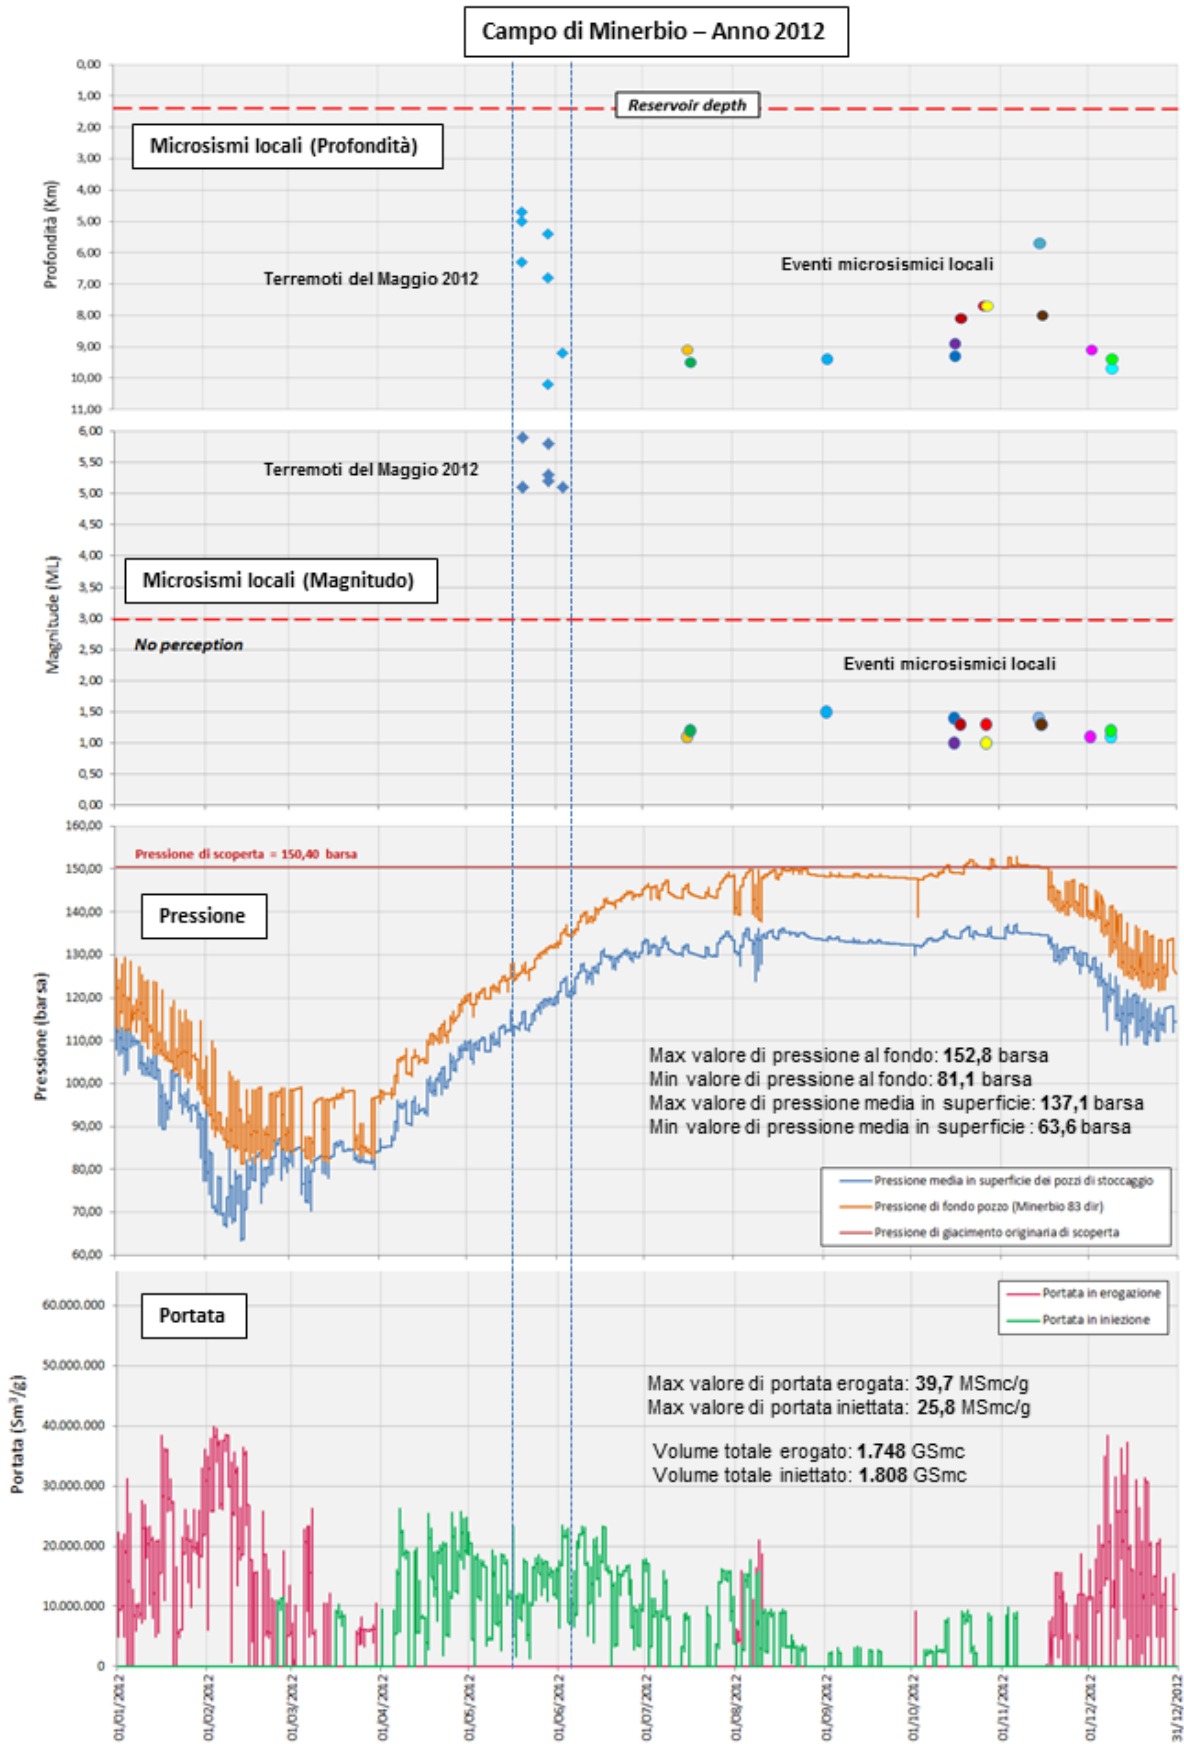 Campo di Minerbio – Anno 2012
0,00
1,00
2,00
3,00
4,00
5,00
6,00
7,00
8,00
9,00
10,00
11,00
Profondità (Km)
Reservoir depth
Microsismi locali (Profondità)
Eventi microsismici locali
Terremoti del Maggio 2012
6,00
5,50
5,00
4,50
4,00
3,50
3,00
2,50
2,00
1,50
1,00
0,50
0,00
Magnitude (ML)
Terremoti del Maggio 2012
Microsismi locali (Magnitudo)
No perception
Eventi microsismici locali
160,00
150,00
140,00
130,00
120,00
110,00
100,00
90,00
80,00
70,00
60,00
Pressione (barsa)
Pressione di scoperta = 150,40 barsa
Pressione
Max valore di pressione al fondo: 152,8 barsa
Min valore di pressione al fondo: 81,1 barsa
Max valore di pressione media in superficie: 137,1 barsa
Min valore di pressione media in superficie : 63,6 barsa
Pressione media in superficie dei pozzi di stoccaggio
Pressione di fondo pozzo (Minerbio 83 dir)
Pressione di giacimento originaria di scoperta
60.000.000
50.000.000
40.000.000
30.000.000
20.000.000
10.000.000
0
Portata (Sm³/g)
Portata
Portata in erogazione
Portata in iniezione
Max valore di portata erogata: 39,7 MSmc/g
Max valore di portata iniettata: 25,8 MSmc/g
Volume totale erogato: 1.748 GSmc
Volume totale iniettato: 1.808 GSmc
01/01/2012
01/02/2012
01/03/2012
01/04/2012
01/05/2012
01/06/2012
01/07/2012
01/08/2012
01/09/2012
01/10/2012
01/11/2012
01/12/2012
31/12/2012